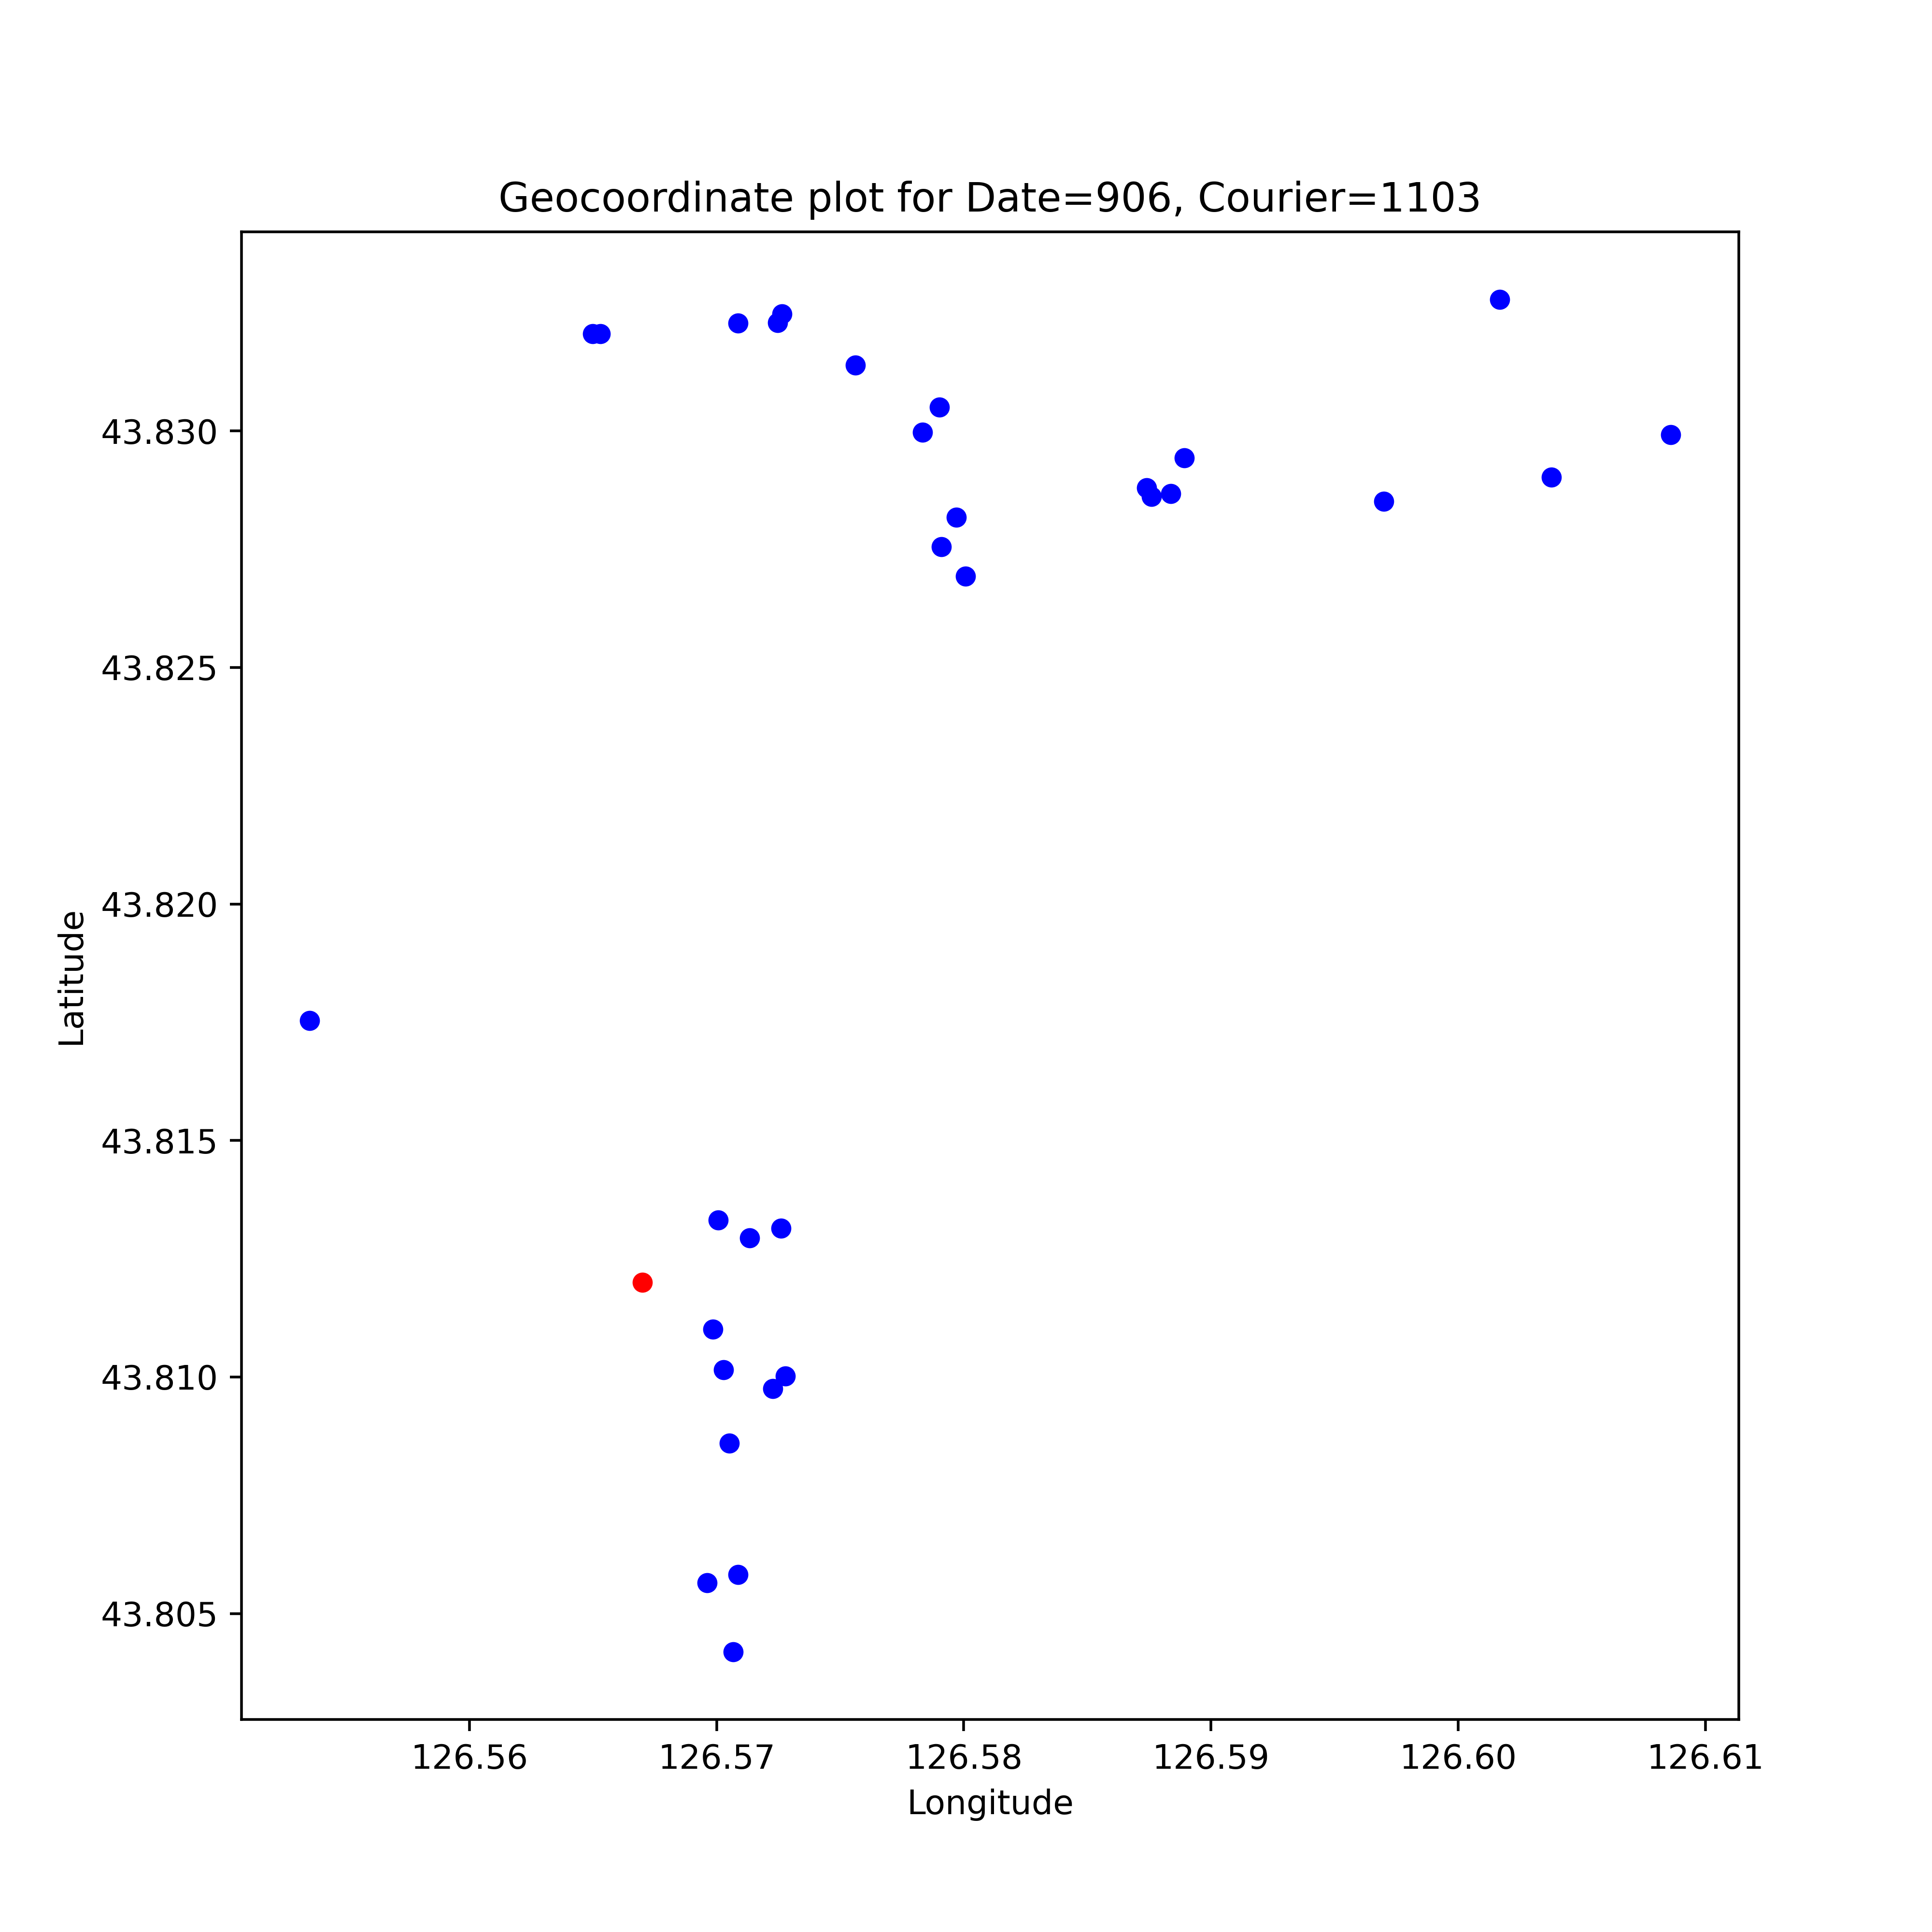 Geocoordinate plot for Date=906, Courier=1103
43.830
43.825
43.820
43.815
43.810
43.805
Latitude
126.56 126.57 126.58 126.59 126.60 126.61
Longitude